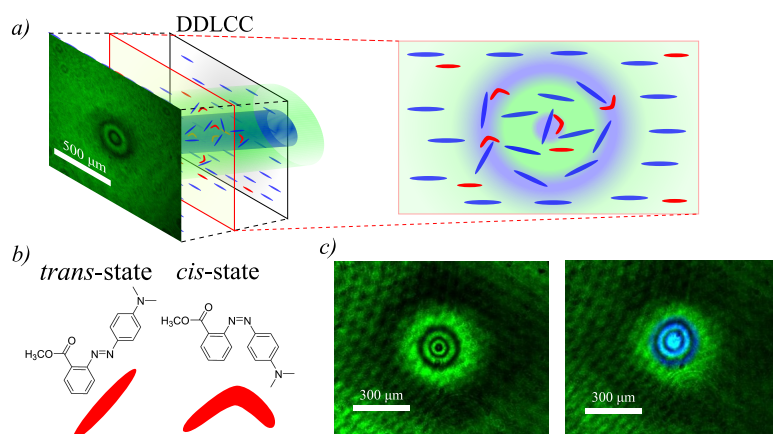 DDLCC
a)
500 μm
b)
trans-state
cis-state
c)
N
O
H₃CO
N=N
O
H₃CO
N=N
N
300 μm
300 μm